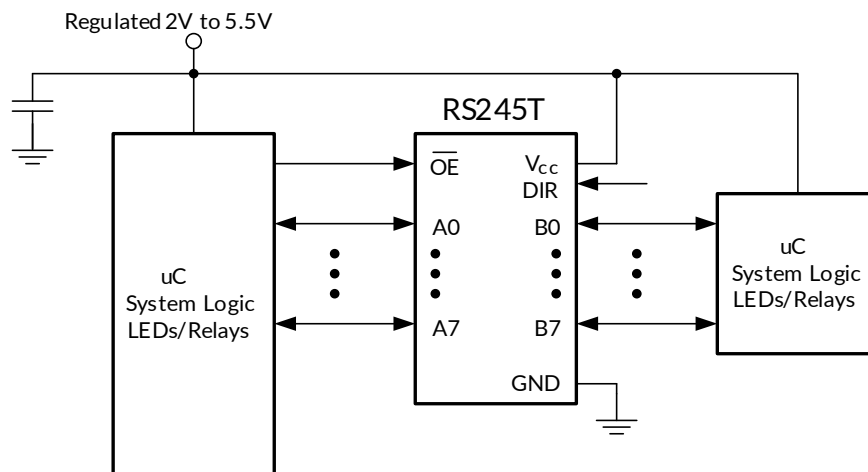 Regulated 2V to 5.5V
RS245T
OE
Vcc
DIR
A0
B0
uC
System Logic
LEDs/Relays
uC
System Logic
LEDs/Relays
A7
B7
GND